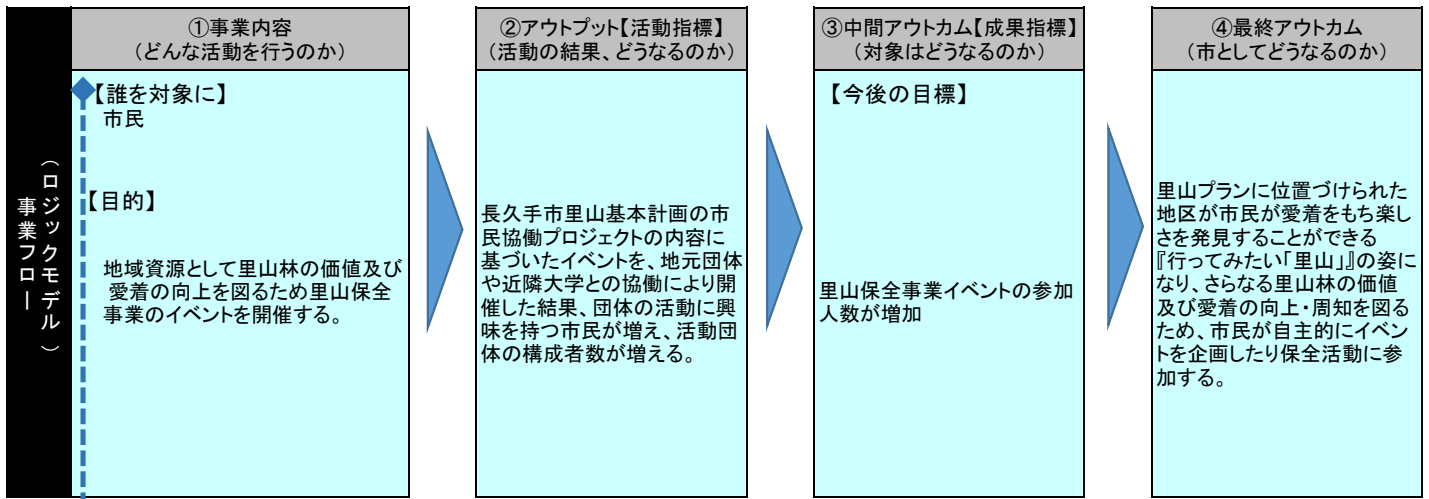 事業フロー
（ロジックモデル）
①事業内容
（どんな活動を行うのか）
【誰を対象に】
市民
【目的】
地域資源として里山林の価値及び
愛着の向上を図るため里山保全
事業のイベントを開催する。
②アウトプット【活動指標】
（活動の結果、どうなるのか）
長久手市里山基本計画の市
民協働プロジェクトの内容に
基づいたイベントを、地元団体
や近隣大学との協働により開
催した結果、団体の活動に興
味を持つ市民が増え、活動団
体の構成者数が増える。
③中間アウトカム【成果指標】
（対象はどうなるのか）
【今後の目標】
里山保全事業イベントの参加
人数が増加
④最終アウトカム
（市としてどうなるのか）
里山プランに位置づけられた
地区が市民が愛着をもち楽し
さを発見することができる
『行ってみたい「里山」』の姿に
なり、さらなる里山林の価値
及び愛着の向上・周知を図る
ため、市民が自主的にイベン
トを企画したり保全活動に参
加する。